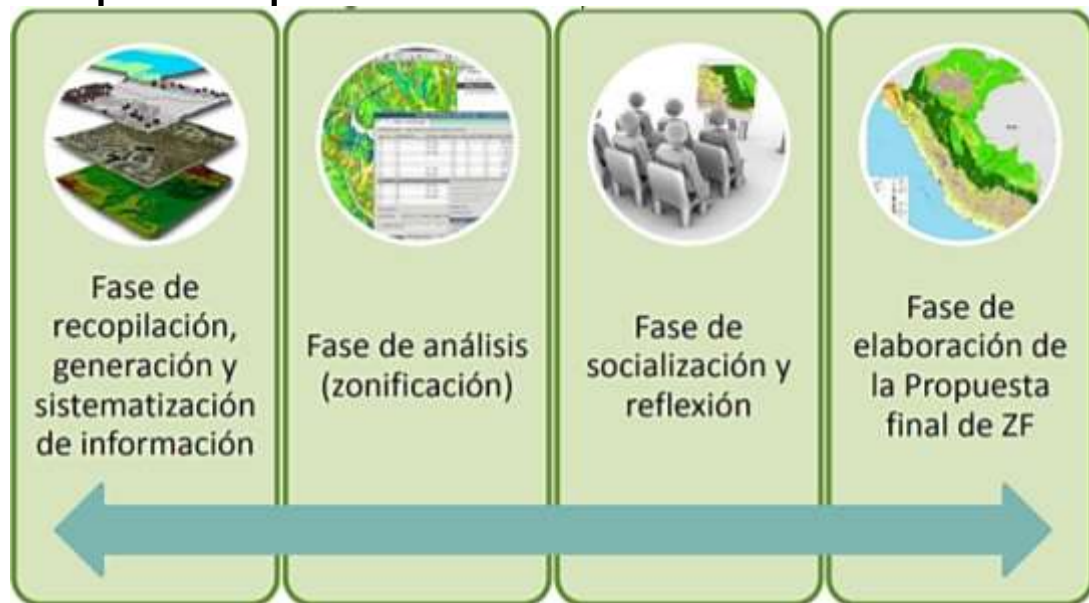 Fase de
recopilación,
generación y
sistematización
de información
Fase de análisis
(zonificación)
Fase de
socialización y
reflexión
Fase de
elaboración de
la Propuesta
final de ZF